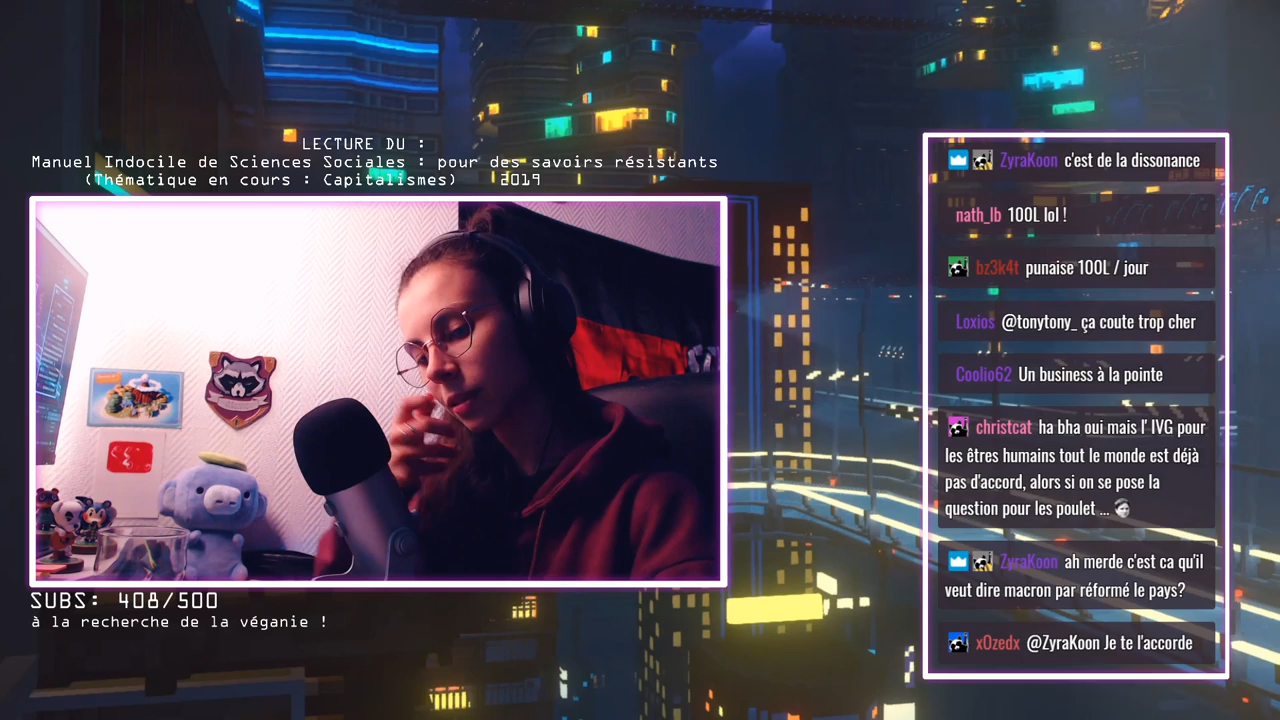 LECTURE DU :
Manuel Indocile de Sciences Sociales : pour des savoirs résistants
(Thématique en cours : Capitalismes) 2019
SUBS: 408/500
à la recherche de la véganie !
ZyraKoon c'est de la dissonance
nath_lb 100L lol !
bz3k4t punaise 100L / jour
Loxios @tonytony_ ça coute trop cher
Coolio62 Un business à la pointe
christcat ha bha oui mais l' IVG pour
les êtres humains tout le monde est déjà
pas d'accord, alors si on se pose la
question pour les poulet ...
ZyraKoon ah merde c'est ca qu'il
veut dire macron par réformé le pays?
xOzedx @ZyraKoon Je te l'accorde